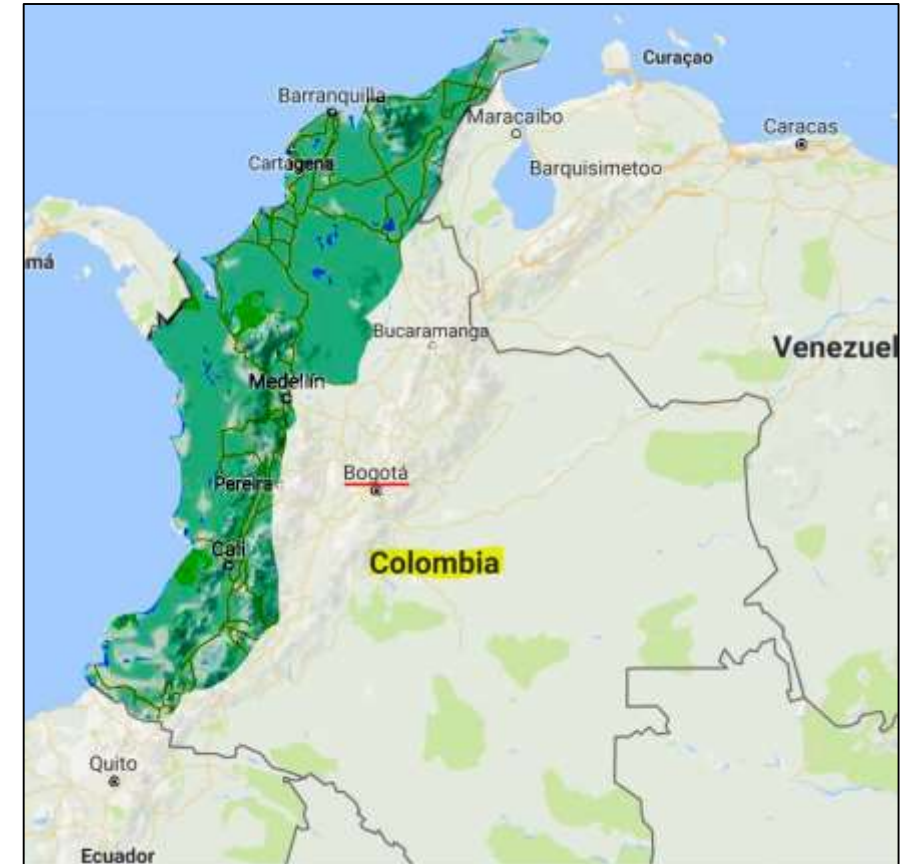 Curaçao
Barranquilla
Maracaibo
Caracas
Cartagena
Barquisimetoo
má
Bucaramanga
Venezuel
Medellín
Bogotá
Pereira
Cali
Colombia
Quito
Ecuador